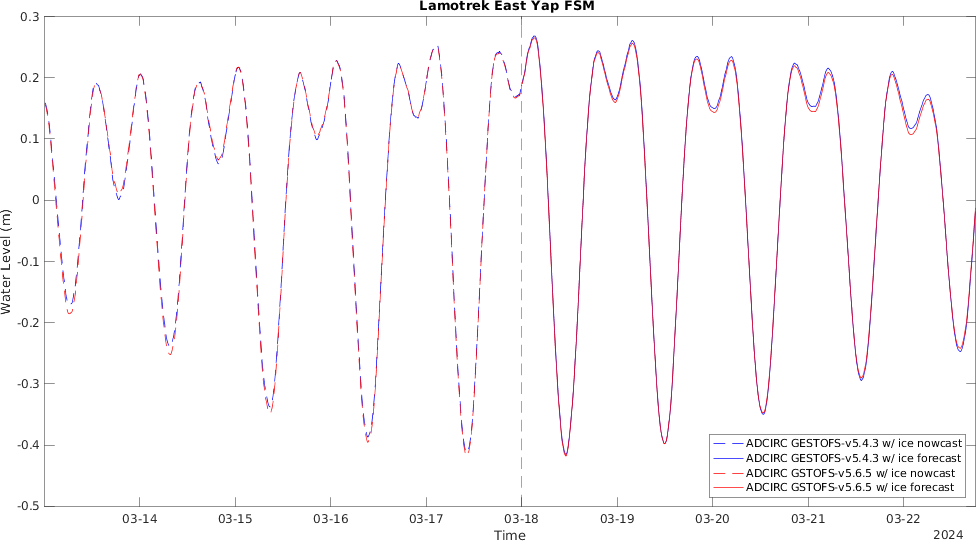 Lamotrek East Yap FSM
0.3
0.2
0.1
0
-0.1
-0.2
-0.3
-0.4
-0.5
Water Level (m)
03-14 03-15 03-16 03-17 03-18 03-19 03-20 03-21 03-22
Time
2024
ADCIRC GESTOFS-v5.4.3 w/ ice nowcast
ADCIRC GESTOFS-v5.4.3 w/ ice forecast
ADCIRC GSTOFS-v5.6.5 w/ ice nowcast
ADCIRC GSTOFS-v5.6.5 w/ ice forecast